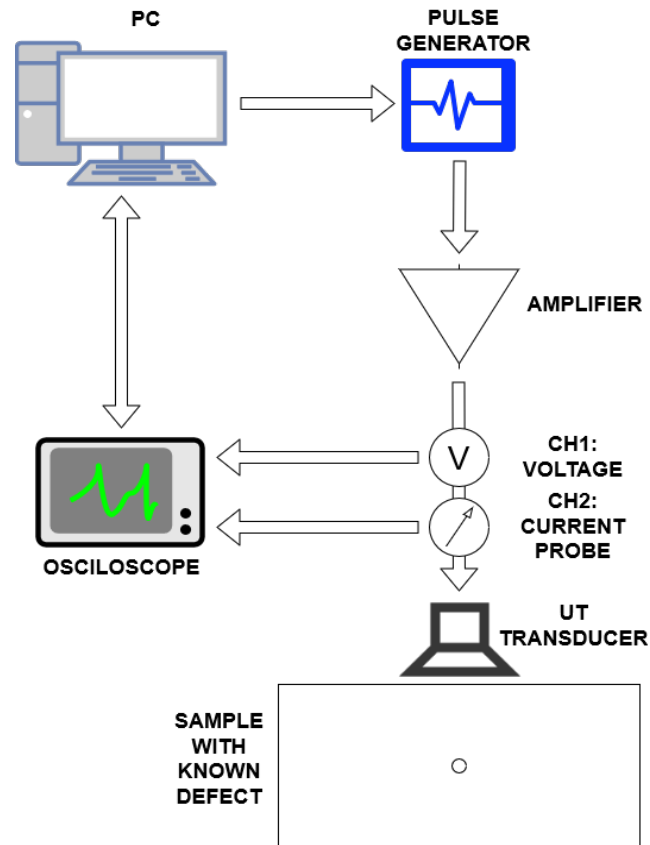 PC
PULSE
GENERATOR
AMPLIFIER
V
CH1:
VOLTAGE
CH2:
CURRENT
PROBE
OSCILOSCOPE
UT
TRANSDUCER
SAMPLE
WITH
KNOWN
DEFECT